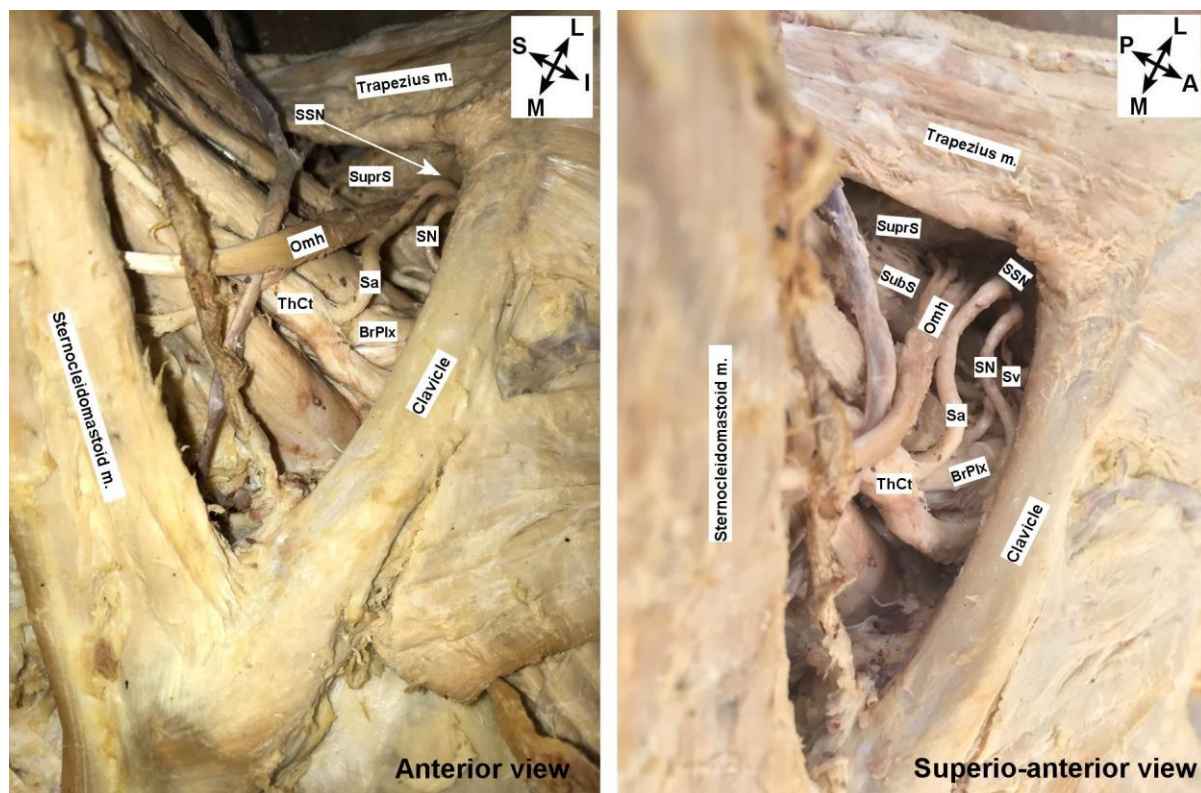 S
L
M
I
Trapezius m.
SSN
SuprS
Omh
SN
Sa
ThCt
BrPlx
Sternocleidomastoid m.
Clavicle
Anterior view
P
L
M
A
Trapezius m.
SuprS
SubS
SSN
Omh
SN
Sv
Sa
BrPlx
ThCt
Sternocleidomastoid m.
Clavicle
Superio-anterior view